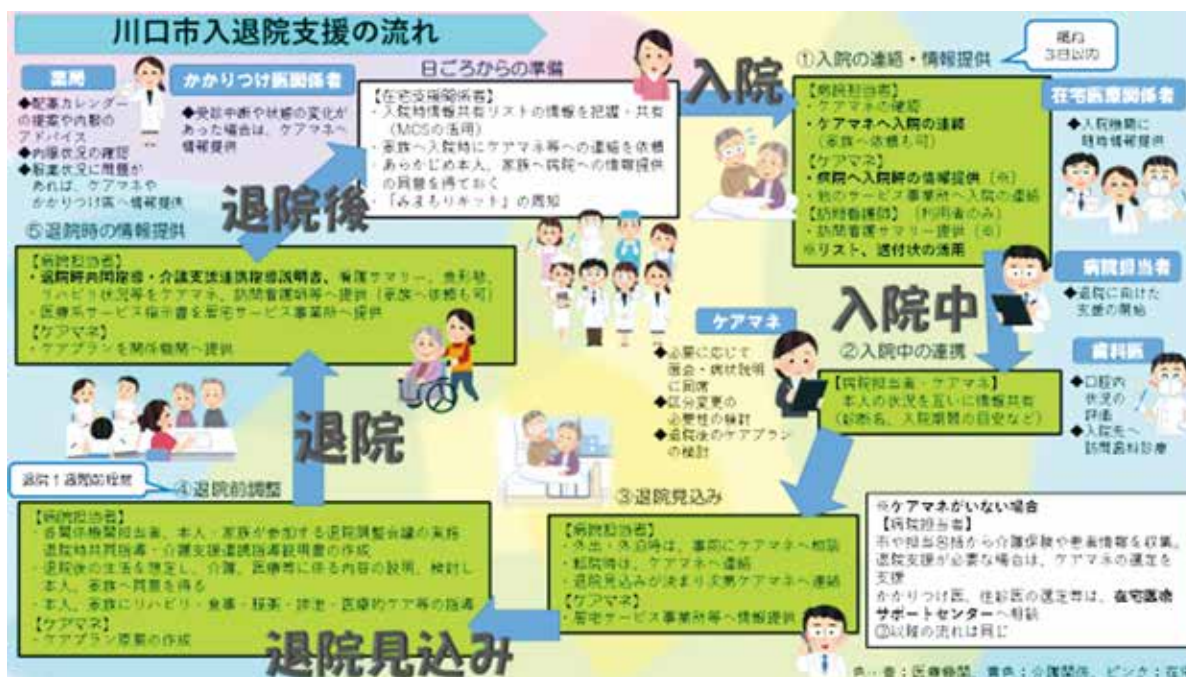 川口市入退院支援の流れ
薬局
◆配薬カレンダー
の提案や内服の
アドバイス
◆内服状況の確認
◆服薬状況に問題が
あれば、ケアマネや
かかりつけ医へ情報提供
かかりつけ医関係者
◆受診中断や状態の変化が
あった場合は、ケアマネへ
情報提供
日ごろからの準備
【在宅支援関係者】
・入院時情報共有リストの情報を把握・共有
（MCSの活用）
・家族へ入院時にケアマネ等への連絡を依頼
・あらかじめ本人、家族へ病院への情報提供
の同意を得ておく
・「みまもりキット」の周知
入院
①入院の連絡・情報提供
概ね
3日以内
【病院担当者】
・ケアマネの確認
・ケアマネへ入院の連絡
（家族へ依頼も可）
【ケアマネ】
・病院へ入院時の情報提供（※）
・他のサービス事業所へ入院の連絡
【訪問看護師】（利用者のみ）
・訪問看護サマリー提供（※）
※リスト、送付状の活用
在宅医療関係者
◆入院機関に
随時情報提供
病院担当者
◆退院に向けた
支援の開始
歯科医
◆口腔内
状況の
評価
◆入院先へ
訪問歯科診療
入院中
②入院中の連携
【病院担当者・ケアマネ】
本人の状況を互いに情報共有
（診断名、入院期間の目安など）
ケアマネ
◆必要に応じて
面会・病状説明
に同席
◆区分変更の
必要性の検討
◆退院後のケアプラン
の検討
③退院見込み
【病院担当者】
・外出・外泊時は、事前にケアマネへ相談
・転院時は、ケアマネへ連絡
・退院見込みが決まり次第ケアマネへ連絡
【ケアマネ】
・居宅サービス事業所等へ情報提供
※ケアマネがいない場合
【病院担当者】
市や担当包括から介護保険や患者情報を収集。
退院支援が必要な場合は、ケアマネの選定を
支援
かかりつけ医、往診医の選定等は、在宅医療
サポートセンターへ相談
②以降の流れは同じ
退院見込み
退院1週間前程度
④退院前調整
【病院担当者】
・各関係機関担当者、本人・家族が参加する退院調整会議の実施
退院時共同指導・介護支援連携指導説明書の作成
・退院後の生活を想定し、介護、医療等に係る内容の説明、検討し
本人、家族へ同意を得る
・本人、家族にリハビリ・食事・服薬・排泄・医療的ケア等の指導
【ケアマネ】
・ケアプラン原案の作成
退院
⑤退院時の情報提供
【病院担当者】
・退院時共同指導・介護支援連携指導説明書、看護サマリー、食形態、
リハビリ状況等をケアマネ、訪問看護師等へ提供（家族へ依頼も可）
・医療系サービス指示書を居宅サービス事業所へ提供
【ケアマネ】
・ケアプランを関係機関へ提供
退院後
色…青：医療機関、黄色：介護関係、ピンク：在宅